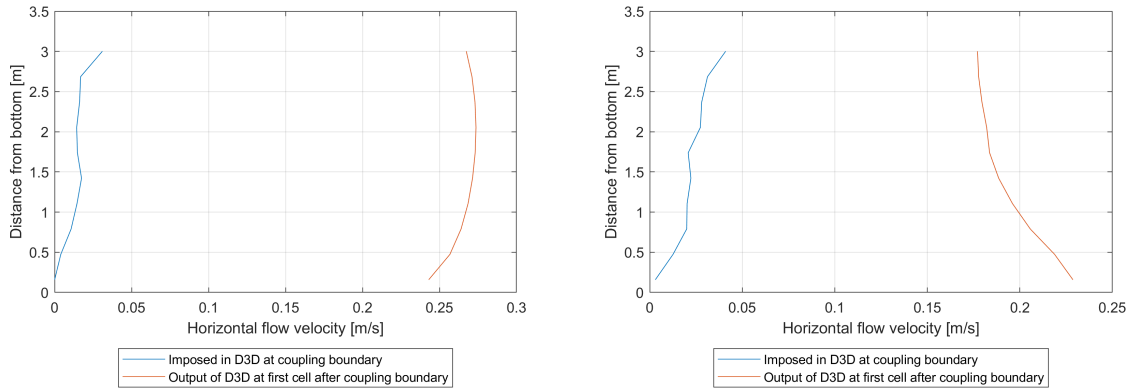 3.5
3
2.5
2
1.5
1
0.5
0
Distance from bottom [m]
0 0.05 0.1 0.15 0.2 0.25 0.3
Horizontal flow velocity [m/s]
Imposed in D3D at coupling boundary
Output of D3D at first cell after coupling boundary
3.5
3
2.5
2
1.5
1
0.5
0
Distance from bottom [m]
0 0.05 0.1 0.15 0.2 0.25
Horizontal flow velocity [m/s]
Imposed in D3D at coupling boundary
Output of D3D at first cell after coupling boundary